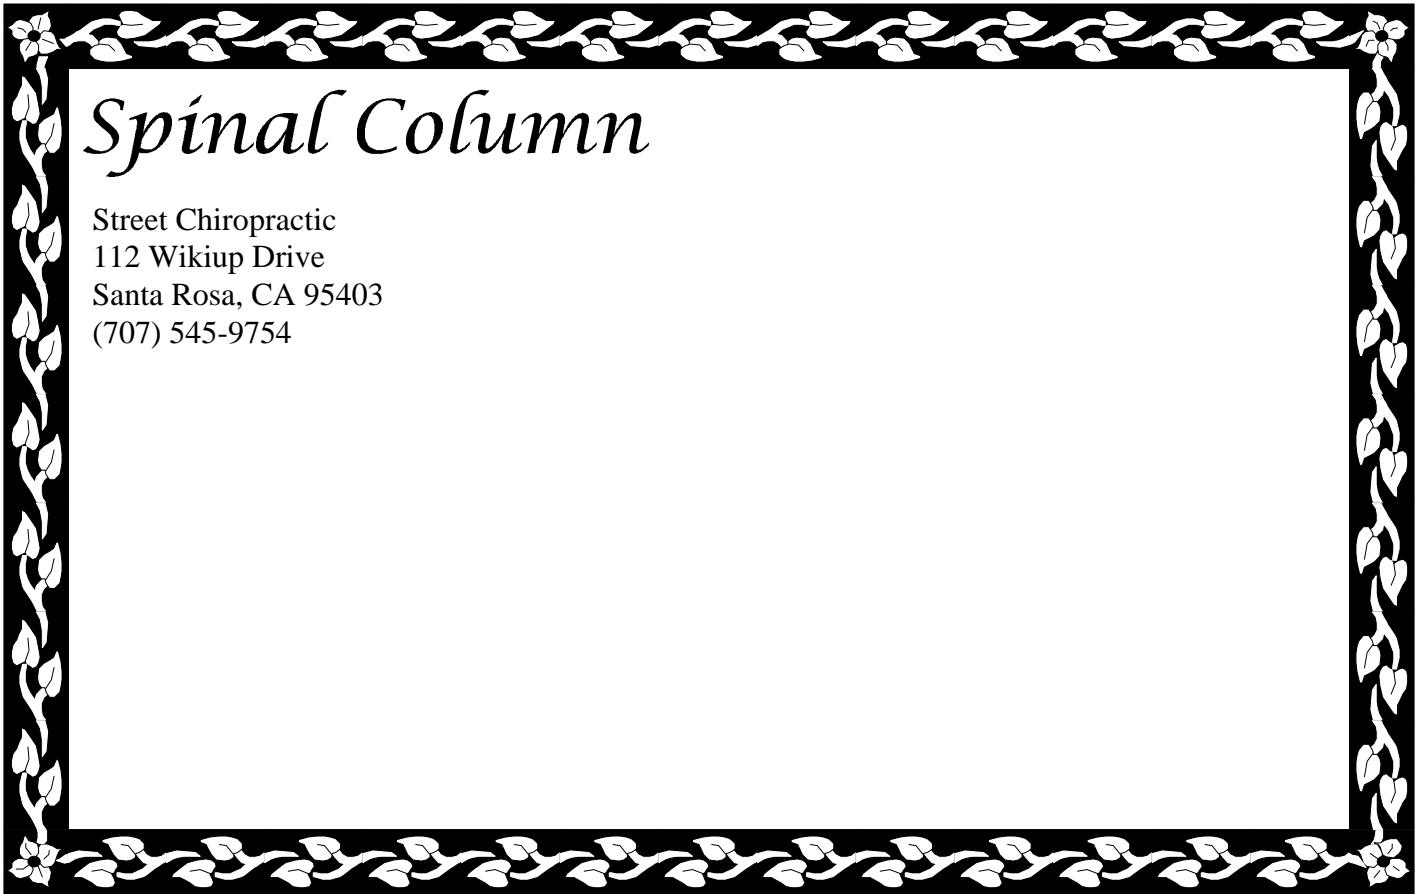 Spinal Column
Street Chiropractic
112 Wikiup Drive
Santa Rosa, CA 95403
(707) 545-9754